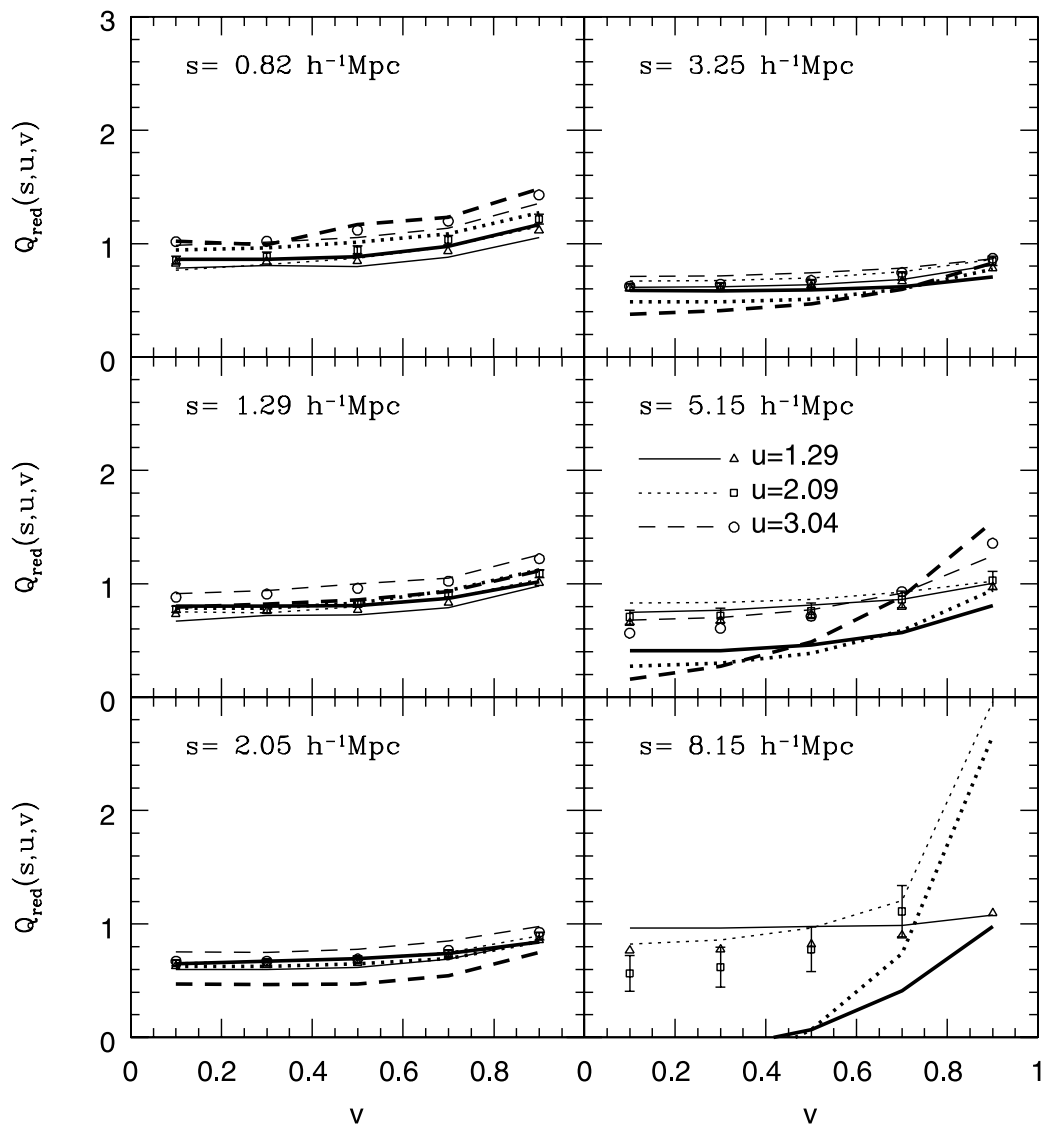 3
s= 0.82 h⁻¹Mpc
s= 3.25 h⁻¹Mpc
2
Q_red(s,u,v)
1
0
s= 1.29 h⁻¹Mpc
s= 5.15 h⁻¹Mpc
u=1.29
2
u=2.09
u=3.04
Q_red(s,u,v)
1
0
s= 2.05 h⁻¹Mpc
s= 8.15 h⁻¹Mpc
2
Q_red(s,u,v)
1
0
0 0.2 0.4 0.6 0.8 0 0.2 0.4 0.6 0.8 1
v v